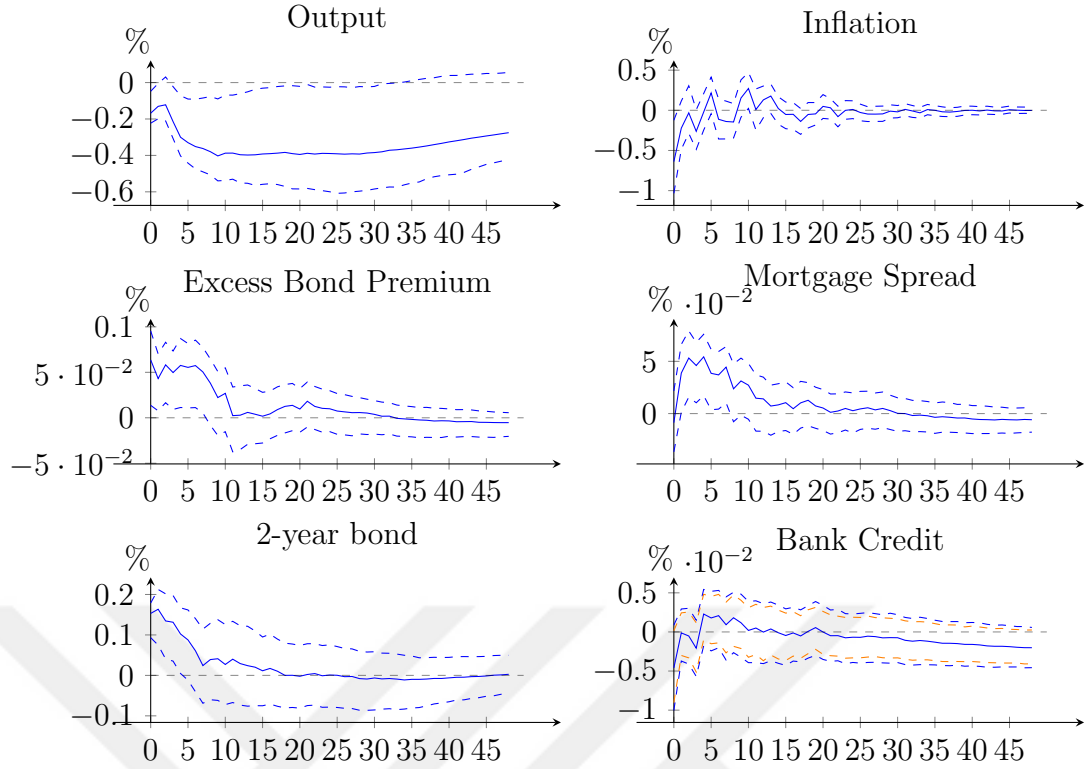 Output
%
0
−0.2
−0.4
−0.6
0 5 10 15 20 25 30 35 40 45
Inflation
%
0.5
0
−0.5
−1
0 5 10 15 20 25 30 35 40 45
Excess Bond Premium
%
0.1
5 · 10⁻²
0
−5 · 10⁻²
0 5 10 15 20 25 30 35 40 45
Mortgage Spread
% ·10⁻²
5
0
0 5 10 15 20 25 30 35 40 45
2-year bond
%
0.2
0.1
0
−0.1
0 5 10 15 20 25 30 35 40 45
Bank Credit
% ·10⁻²
0.5
0
−0.5
−1
0 5 10 15 20 25 30 35 40 45